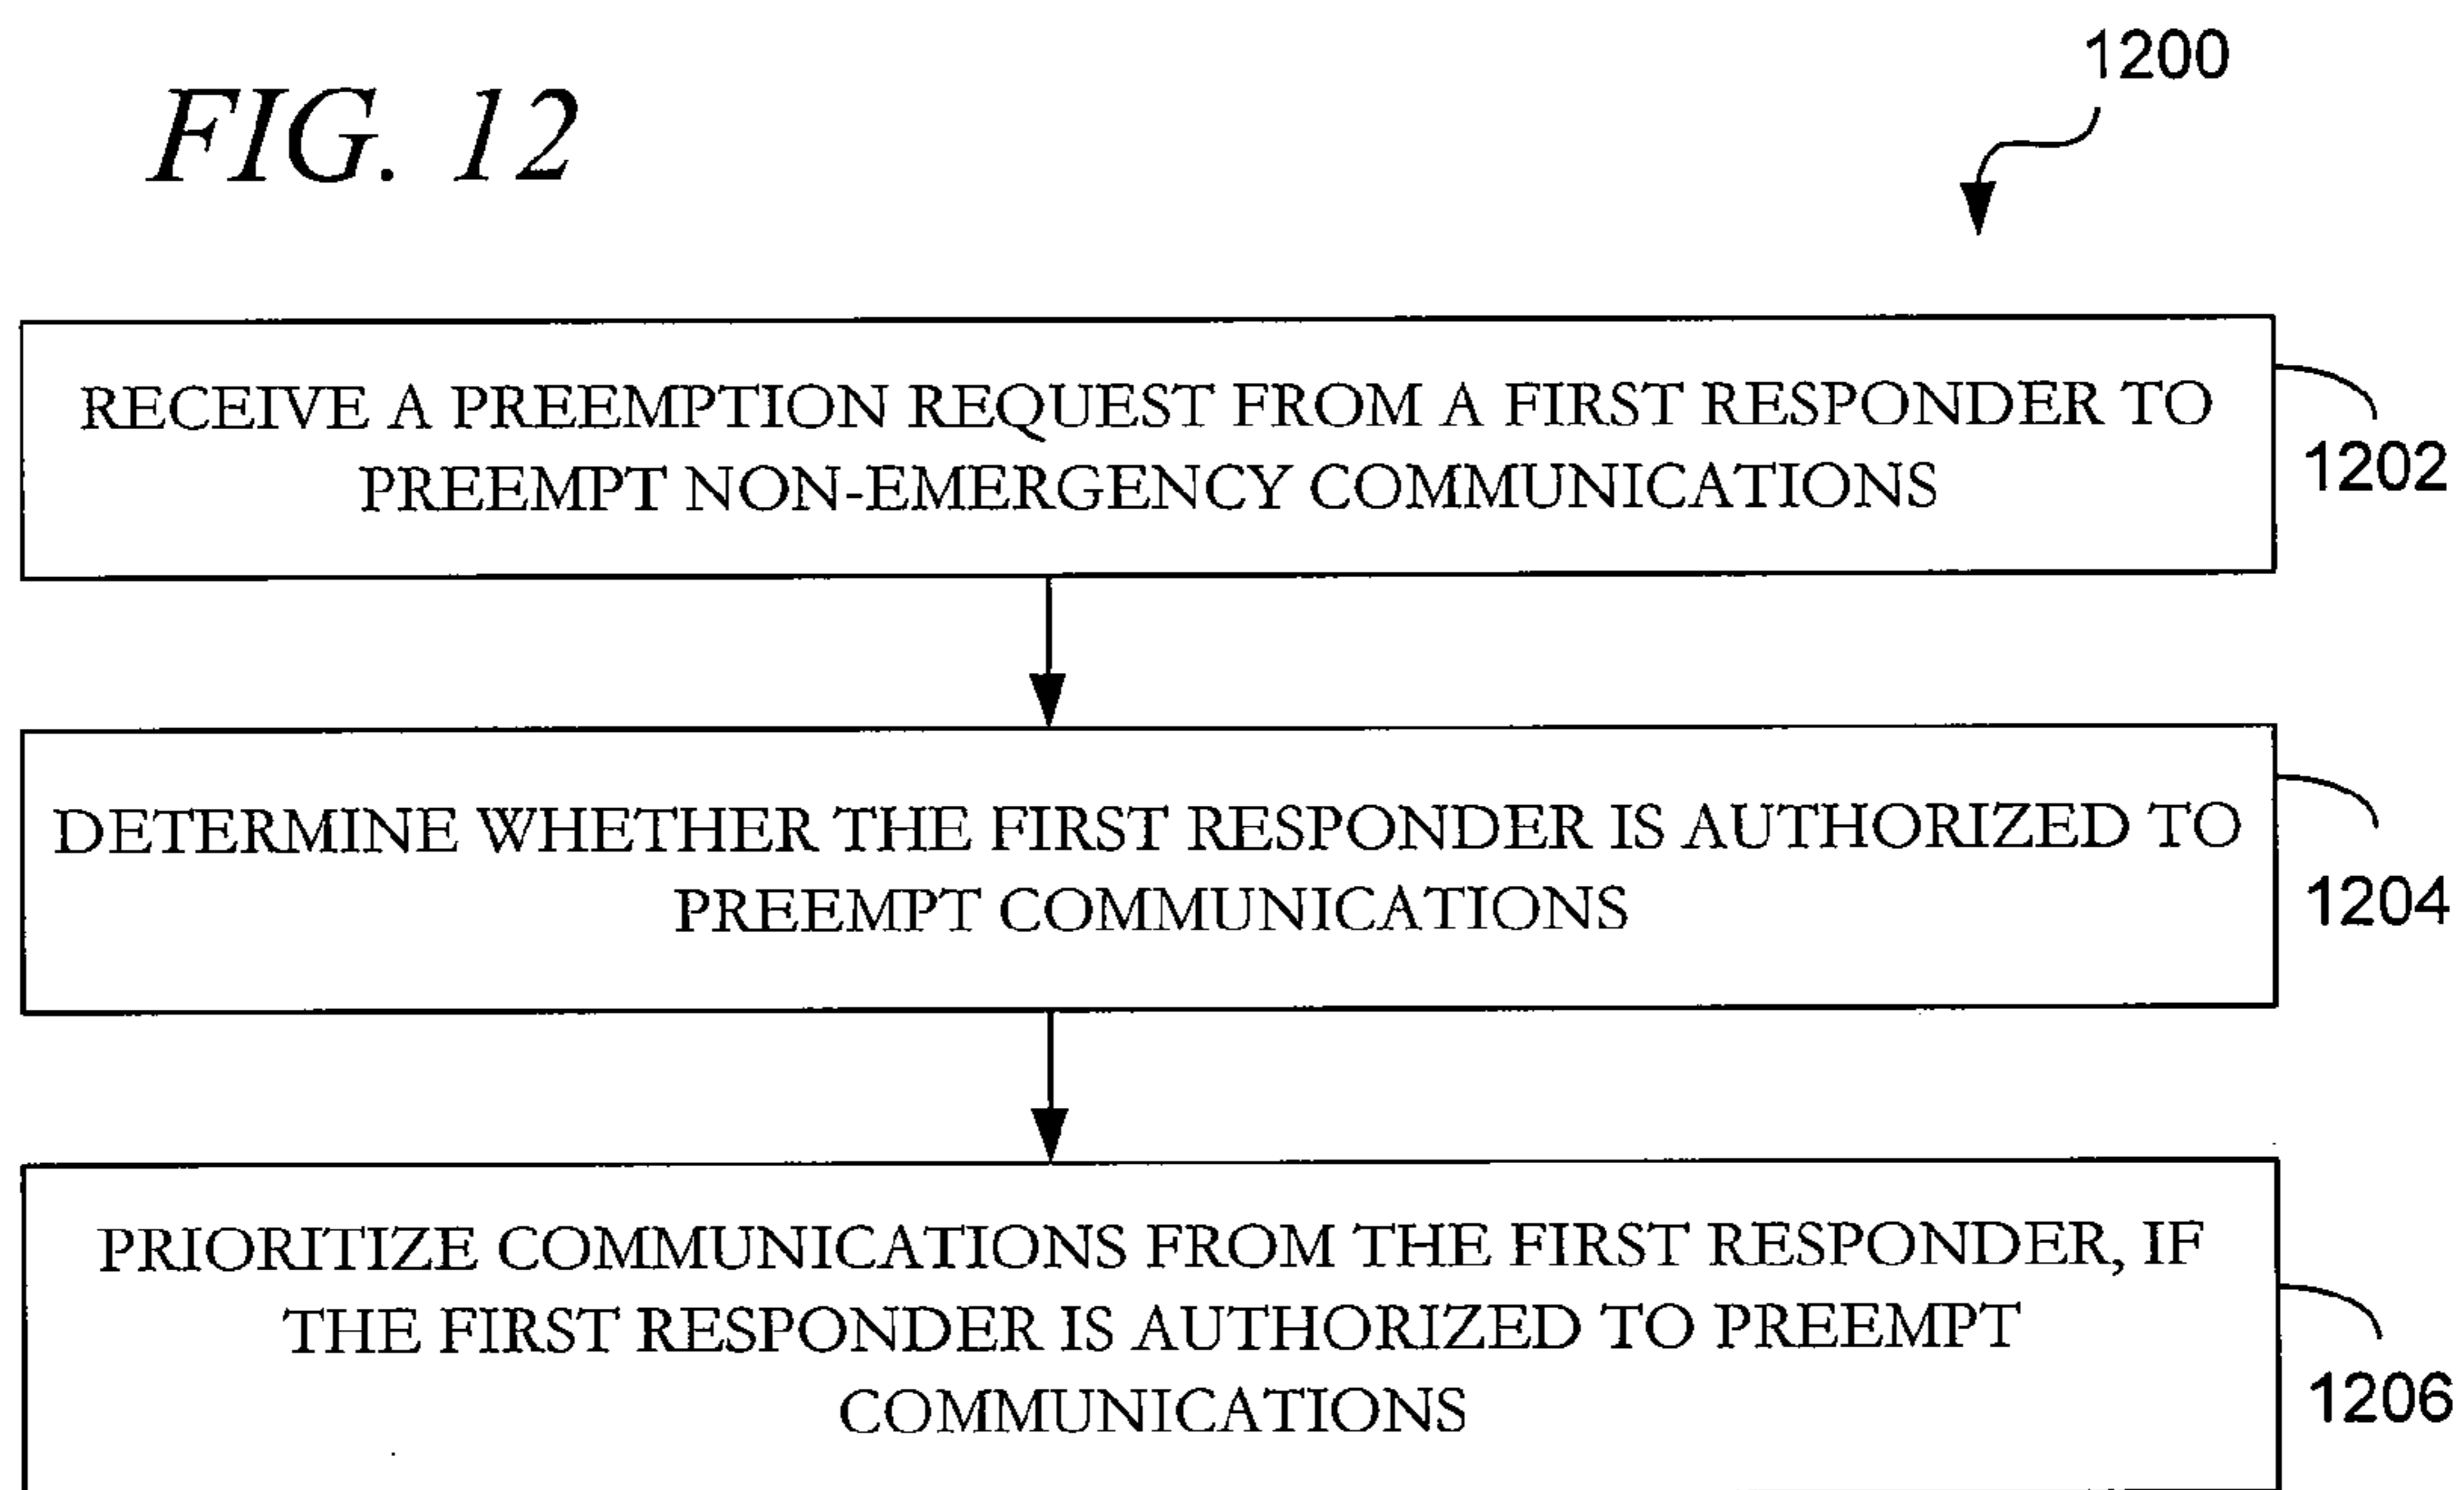 FIG. 12
1200
RECEIVE A PREEMPTION REQUEST FROM A FIRST RESPONDER TO
PREEMPT NON-EMERGENCY COMMUNICATIONS
1202
DETERMINE WHETHER THE FIRST RESPONDER IS AUTHORIZED TO
PREEMPT COMMUNICATIONS
1204
PRIORITIZE COMMUNICATIONS FROM THE FIRST RESPONDER, IF
THE FIRST RESPONDER IS AUTHORIZED TO PREEMPT
COMMUNICATIONS
1206